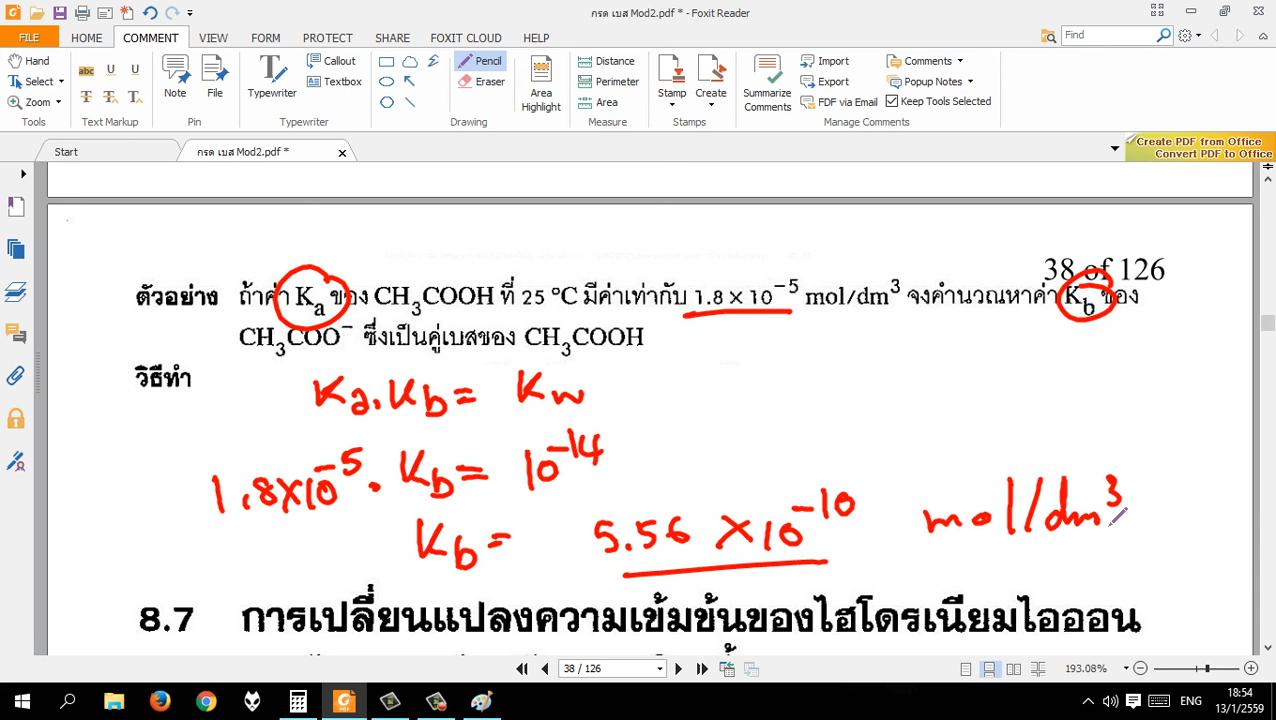 กรด เบส Mod2.pdf * - Foxit Reader
FILE HOME COMMENT VIEW FORM PROTECT SHARE FOXIT CLOUD HELP Find
Hand Select Zoom Tools
abc U U T T T Text Markup
Note File Pin
Typewriter Callout Textbox Typewriter
Pencil Eraser Drawing
Area Highlight Distance Perimeter Area Measure
Stamp Create Stamps
Summarize Comments Import Export FDF via Email Comments Popup Notes Keep Tools Selected Manage Comments
Start กรด เบส Mod2.pdf *
Create PDF from Office
Convert PDF to Office
38 of 126
ตัวอย่าง ถ้าค่า Ka ของ CH3COOH ที่ 25 °C มีค่าเท่ากับ 1.8 × 10⁻⁵ mol/dm³ จงคำนวณหาค่า Kb ของ
CH3COO⁻ ซึ่งเป็นคู่เบสของ CH3COOH
วิธีทำ
Ka.Kb = Kw
1.8×10⁻⁵. Kb = 10⁻¹⁴
Kb = 5.56 ×10⁻¹⁰ mol/dm³
8.7 การเปลี่ยนแปลงความเข้มข้นของไฮโดรเนียมไอออน
38 / 126 193.08%
ENG 18:54
13/1/2559